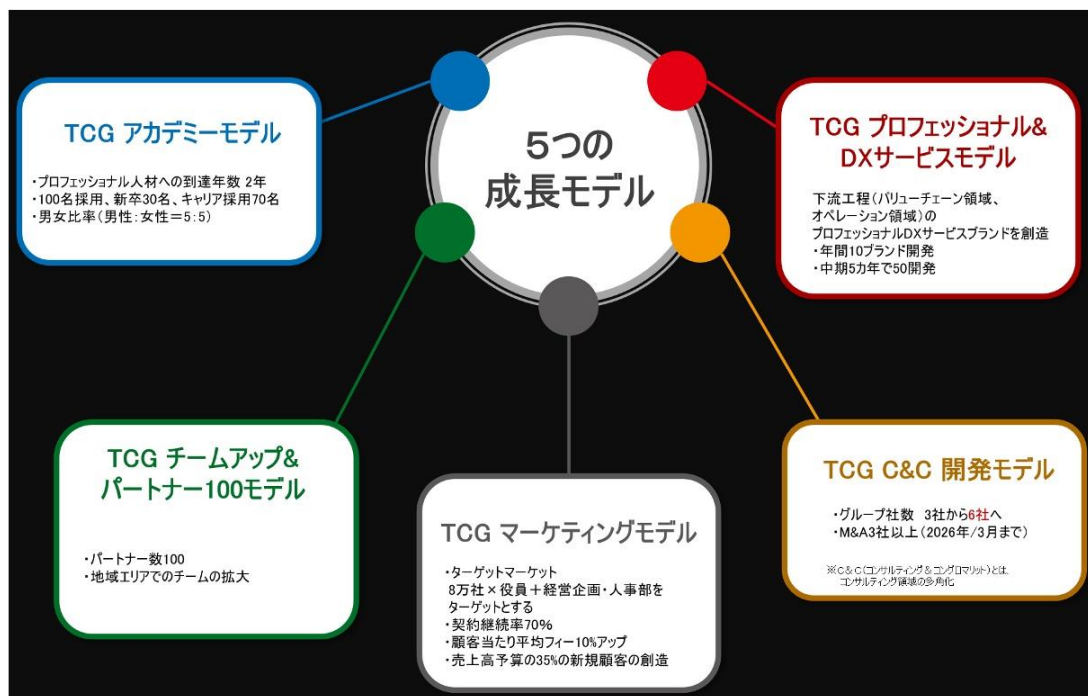 5つの
成長モデル
TCG アカデミーモデル
・プロフェッショナル人材への到達年数 2年
・100名採用、新卒30名、キャリア採用70名
・男女比率(男性:女性=5:5)
TCG プロフェッショナル&
DXサービスモデル
下流工程(バリューチェーン領域、
オペレーション領域)の
プロフェッショナルDXサービスブランドを創造
・年間10ブランド開発
・中期5カ年で50開発
TCG チームアップ&
パートナー100モデル
・パートナー数100
・地域エリアでのチームの拡大
TCG マーケティングモデル
・ターゲットマーケット
8万社×役員+経営企画・人事部を
ターゲットとする
・契約継続率70%
・顧客当たり平均フィー10%アップ
・売上高予算の35%の新規顧客の創造
TCG C&C 開発モデル
・グループ社数 3社から6社へ
・M&A3社以上(2026年/3月まで)
※C&C(コンサルティング&コングロマリット)とは、
コンサルティング領域の多角化